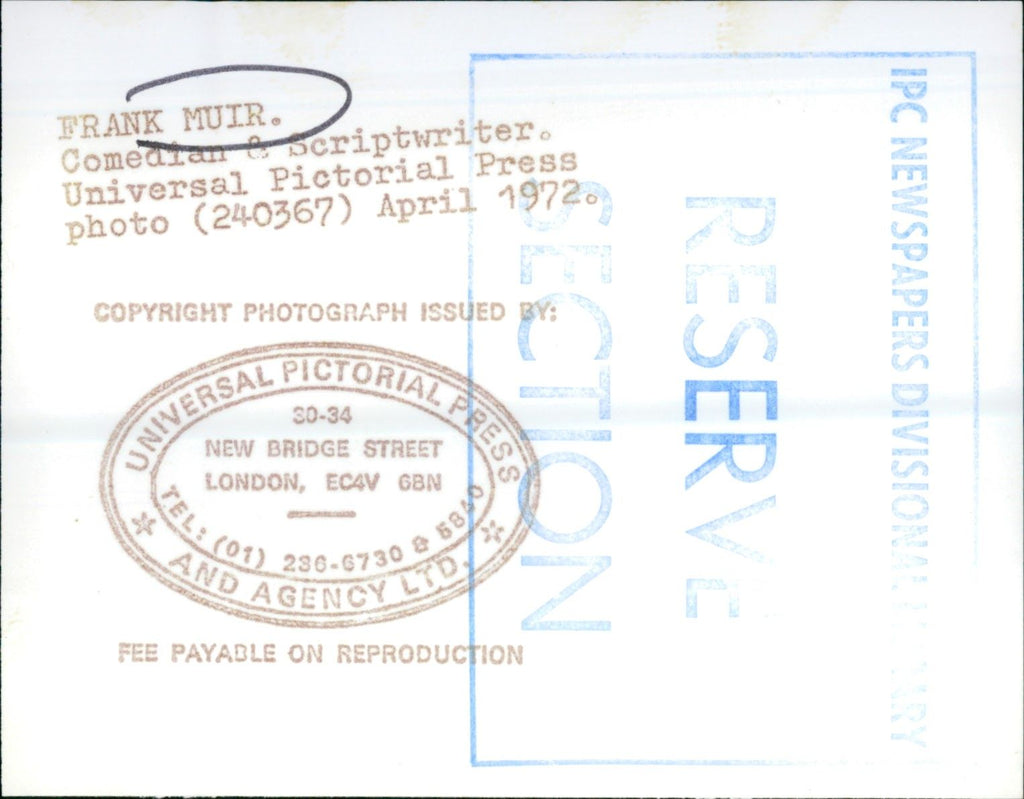 FRANK MUIR.
Comedian & Scriptwriter.
Universal Pictorial Press
photo (240367) April 1972.
COPYRIGHT PHOTOGRAPH ISSUED BY:
UNIVERSAL PICTORIAL PRESS
30-34
NEW BRIDGE STREET
LONDON, EC4V 6BN
TEL: (01) 236-6730 & 5840
AND AGENCY LTD.
FEE PAYABLE ON REPRODUCTION
IPC NEWSPAPERS DIVISIONAL
RESERVE
SECTION